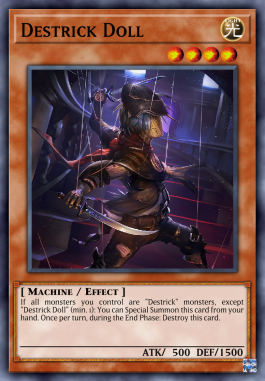 DESTRICK DOLL
LIGHT
光
[ MACHINE / EFFECT ]
If all monsters you control are "Destrick" monsters, except
"Destrick Doll" (min. 1): You can Special Summon this card from your
hand. Once per turn, during the End Phase: Destroy this card.
ATK/ 500 DEF/1500